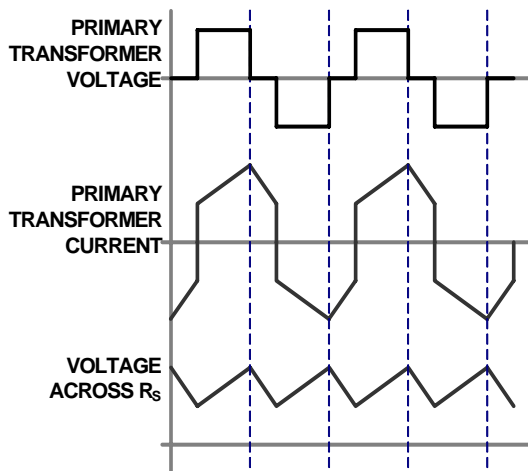 PRIMARY
TRANSFORMER
VOLTAGE
PRIMARY
TRANSFORMER
CURRENT
VOLTAGE
ACROSS RS